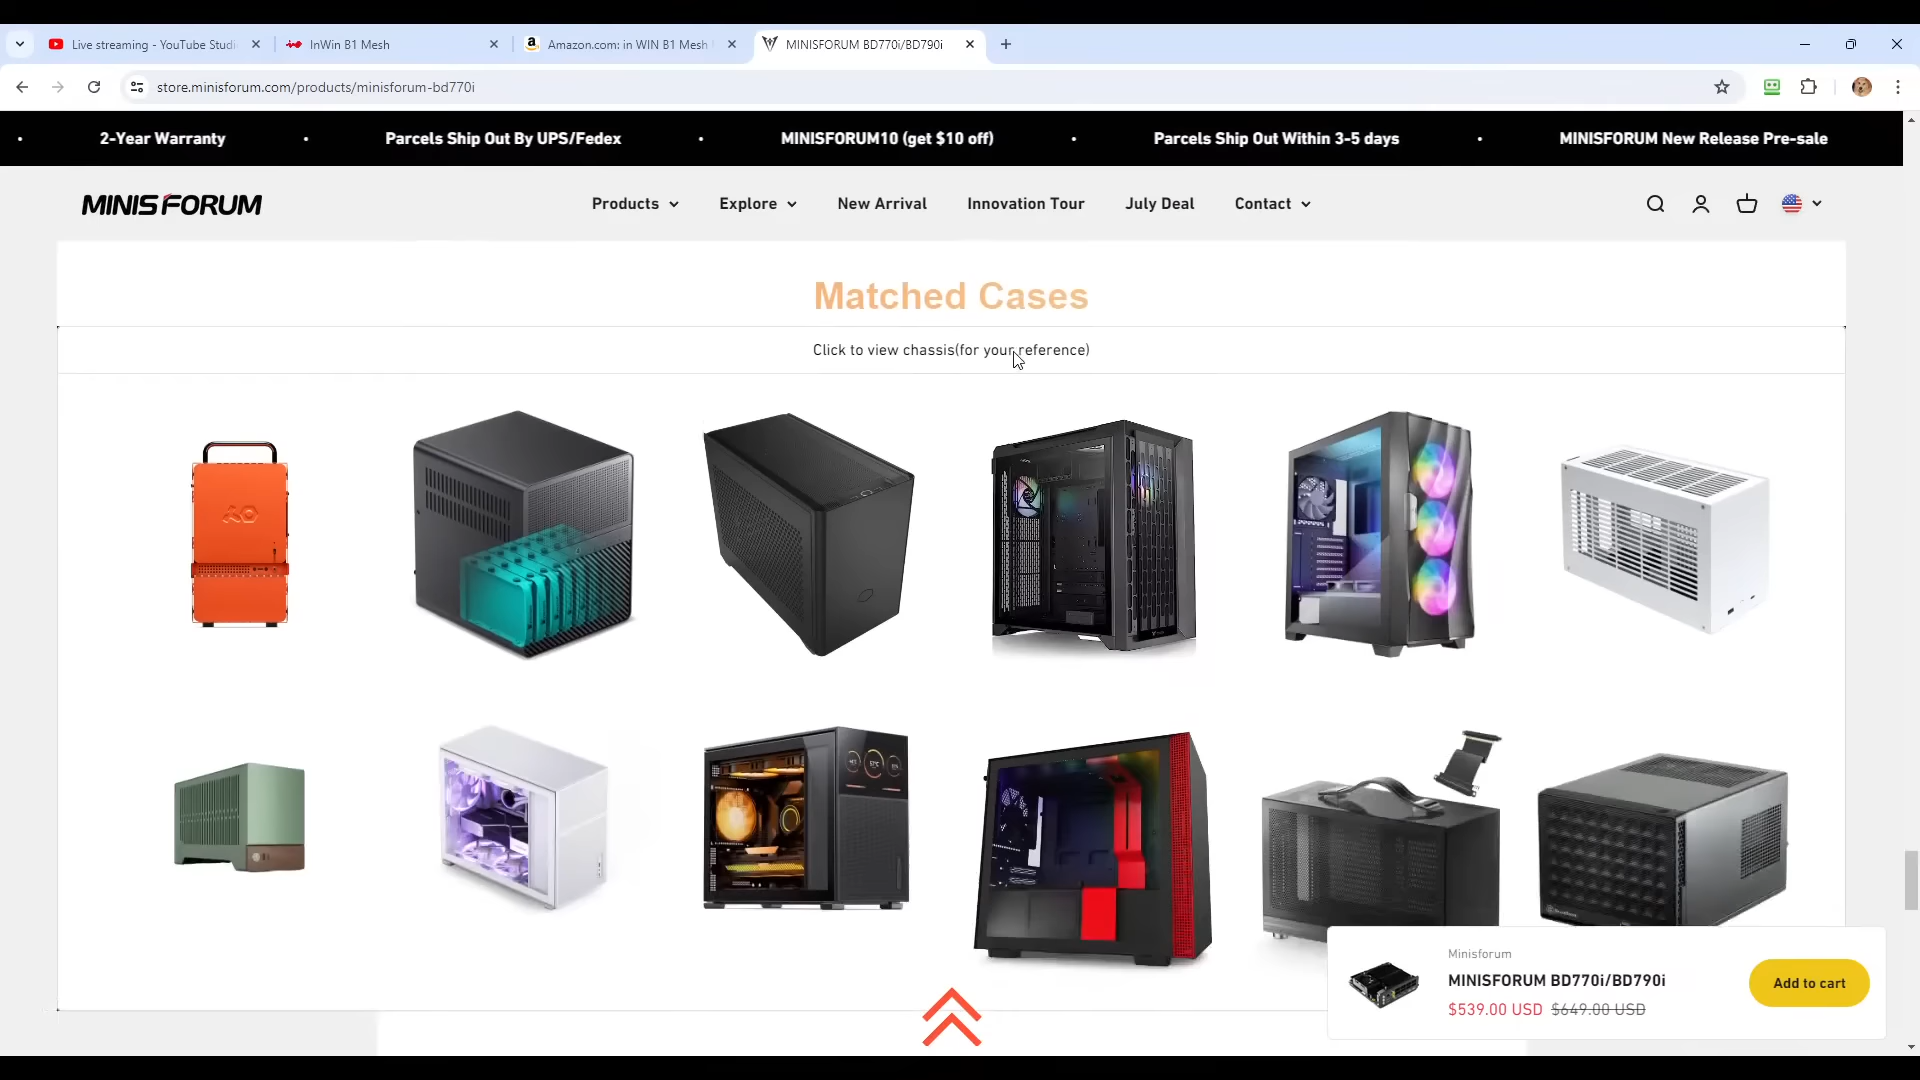 Live streaming - YouTube Studi
InWin B1 Mesh
Amazon.com: in WIN B1 Mesh
MINISFORUM BD770i/BD790i
store.minisforum.com/products/minisforum-bd770i
2-Year Warranty
Parcels Ship Out By UPS/Fedex
MINISFORUM10 (get $10 off)
Parcels Ship Out Within 3-5 days
MINISFORUM New Release Pre-sale
MINISFORUM
Products
Explore
New Arrival
Innovation Tour
July Deal
Contact
Matched Cases
Click to view chassis(for your reference)
Minisforum
MINISFORUM BD770i/BD790i
$539.00 USD $649.00 USD
Add to cart